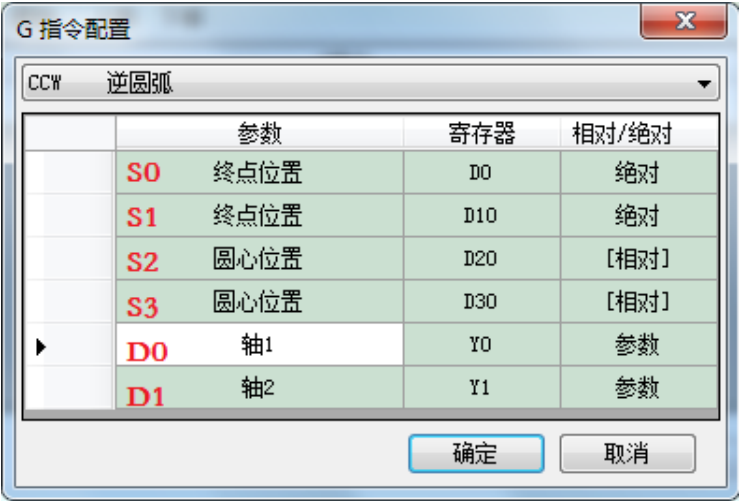 G 指令配置
CCW 逆圆弧
参数 寄存器 相对/绝对
S0 终点位置 D0 绝对
S1 终点位置 D10 绝对
S2 圆心位置 D20 [相对]
S3 圆心位置 D30 [相对]
D0 轴1 Y0 参数
D1 轴2 Y1 参数
确定 取消